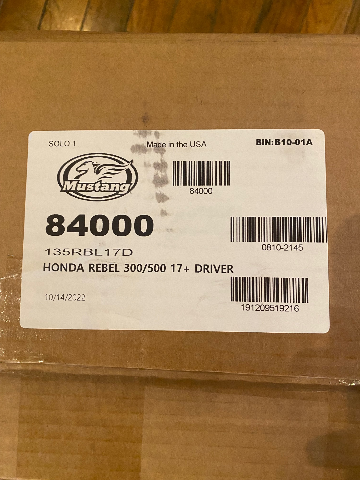 SOLO 1 Made in the USA BIN:B10-01A
Mustang
84000
84000
0810-2145
135RBL17D
HONDA REBEL 300/500 17+ DRIVER
10/14/2022
191209519216